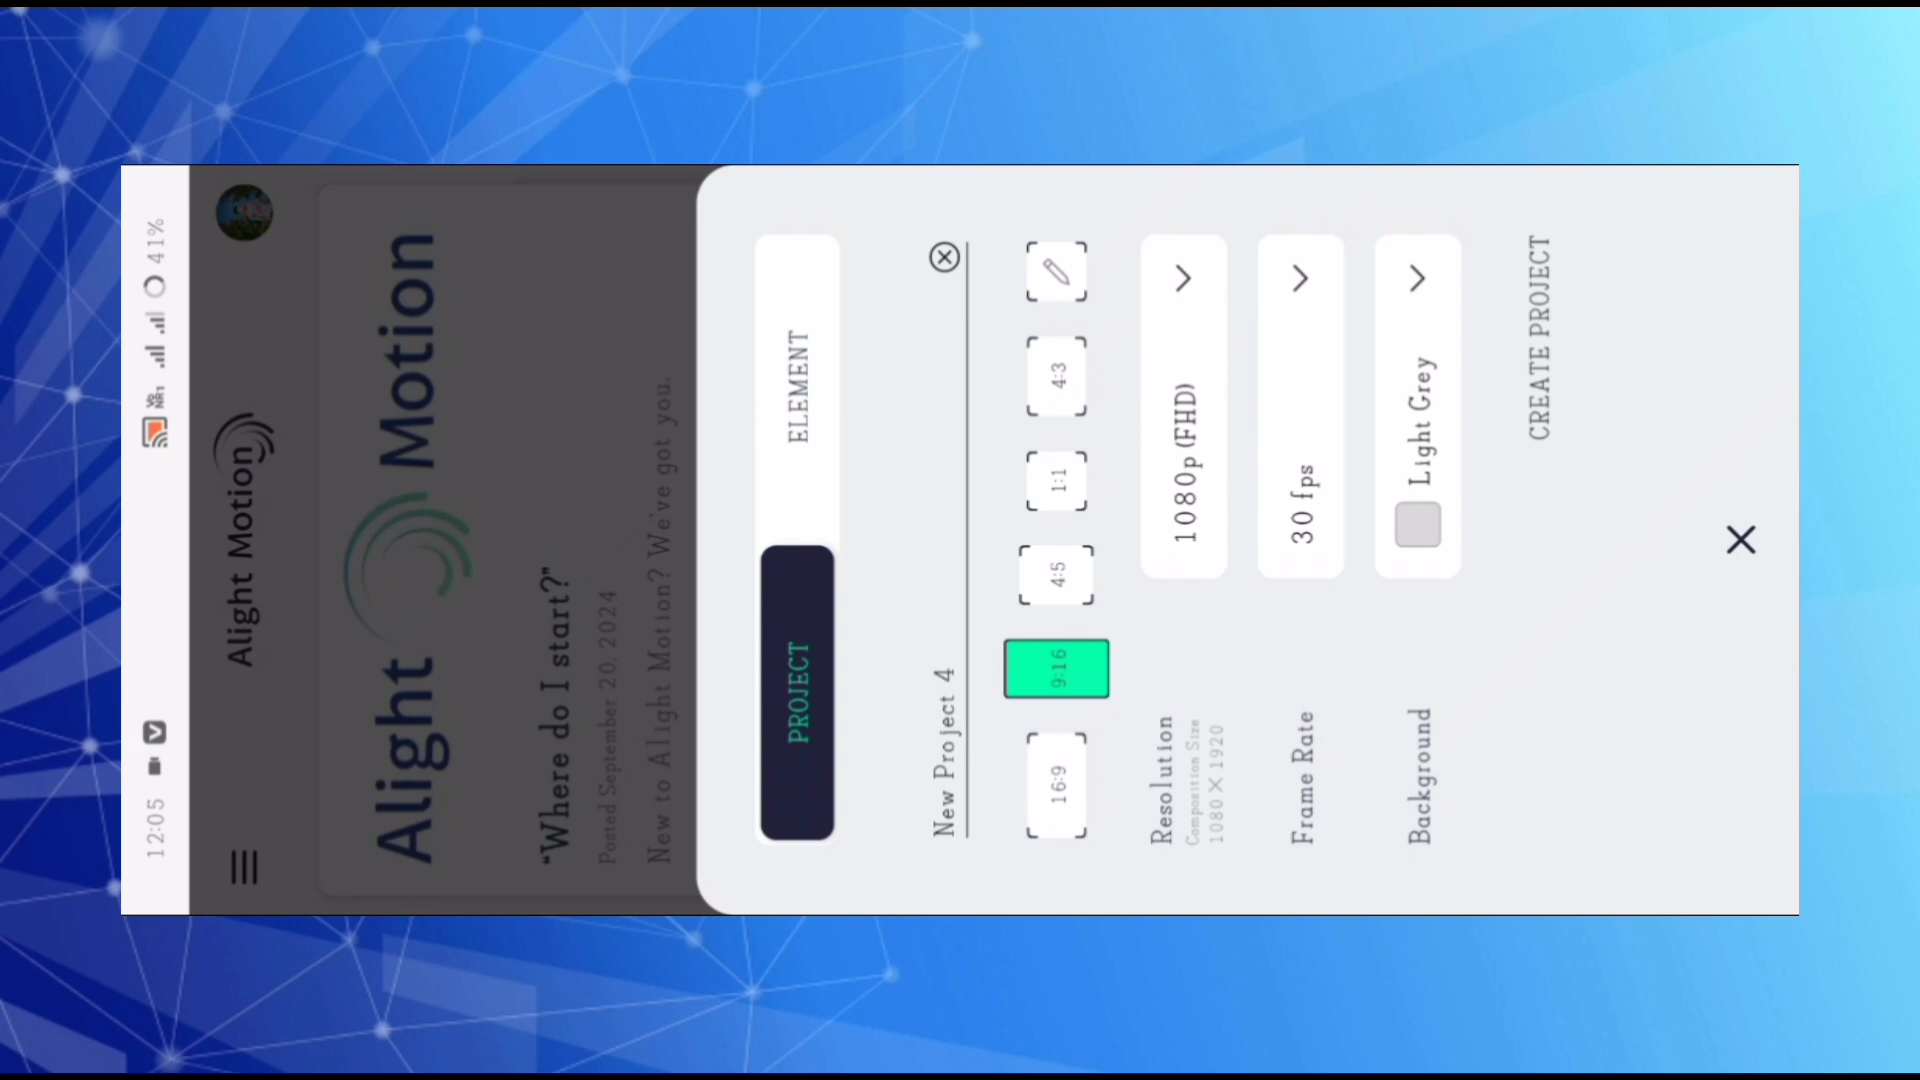 12:05 41%
Alight Motion
Alight Motion
“Where do I start?”
Posted September 20, 2024
New to Alight Motion? We've got you.
PROJECT ELEMENT
New Project 4
16:9 9:16 4:5 1:1 4:3
Resolution 1080p (FHD)
Composition Size
1080 X 1920
Frame Rate 30 fps
Background Light Grey
CREATE PROJECT